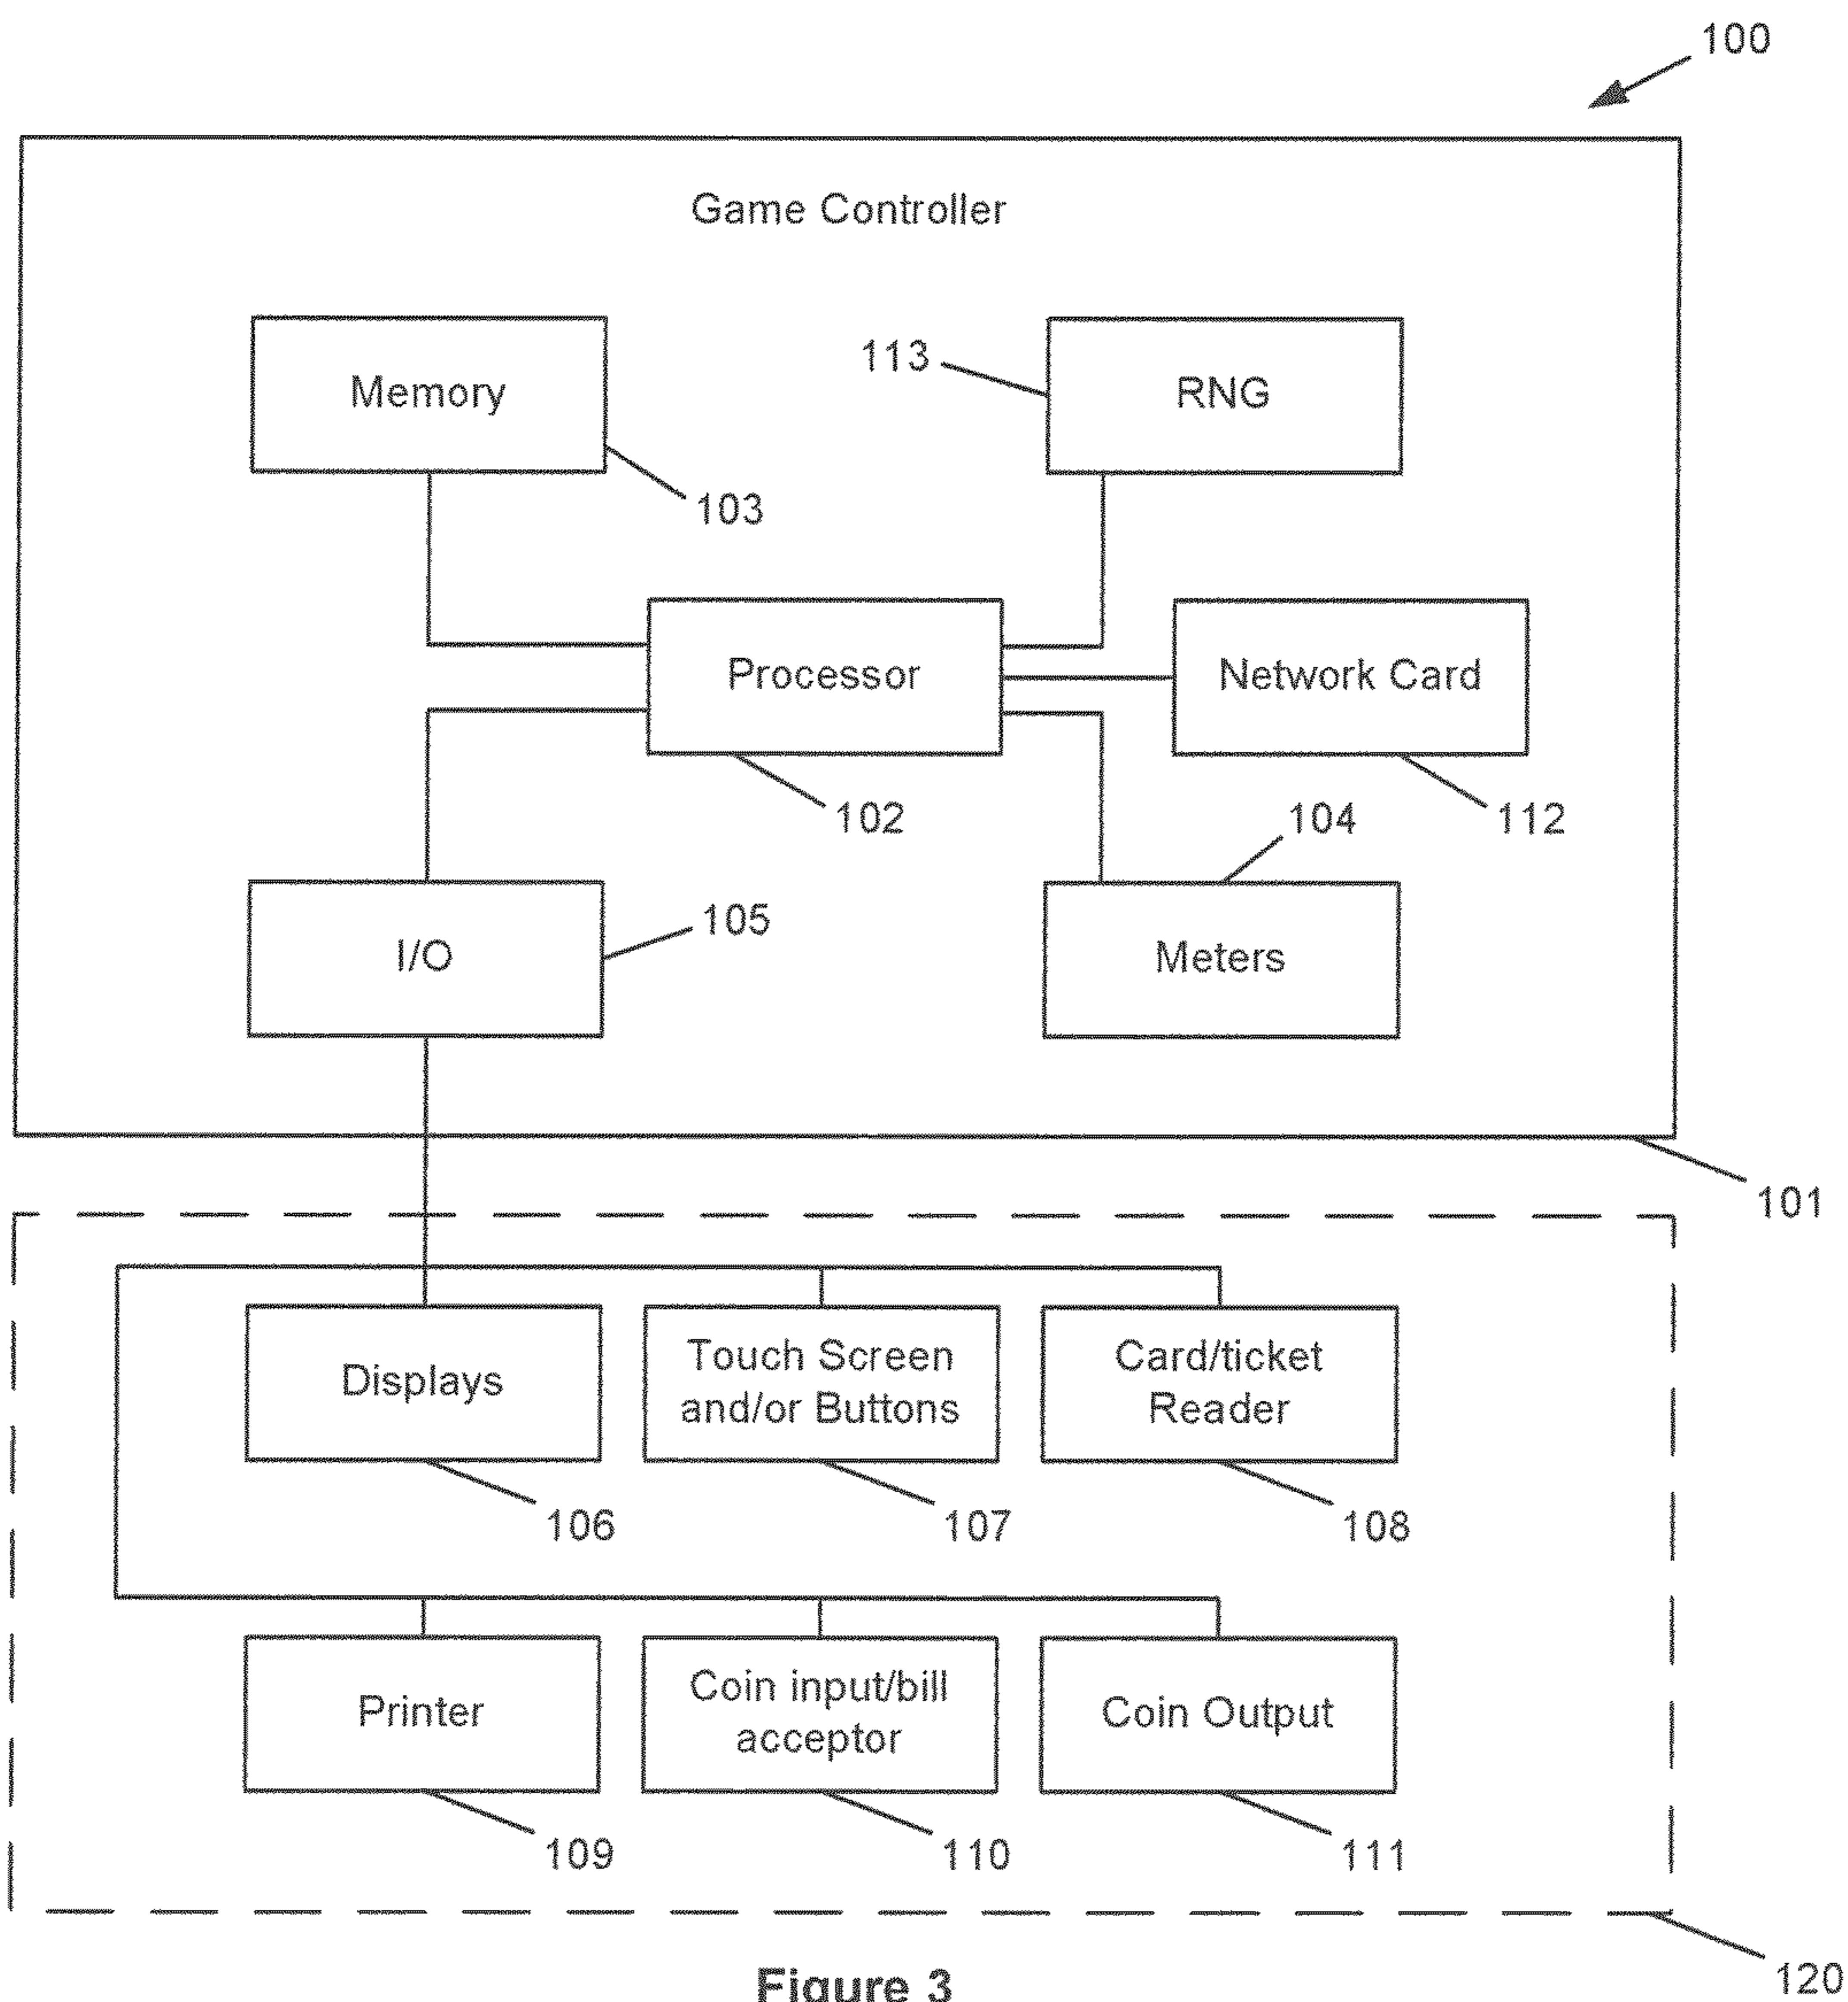 100
Game Controller
Memory
113
RNG
103
Processor
Network Card
102
104
112
105
I/O
Meters
101
Displays
Touch Screen
and/or Buttons
Card/ticket
Reader
106
107
108
Printer
Coin input/bill
acceptor
Coin Output
109
110
111
120
Figure 3